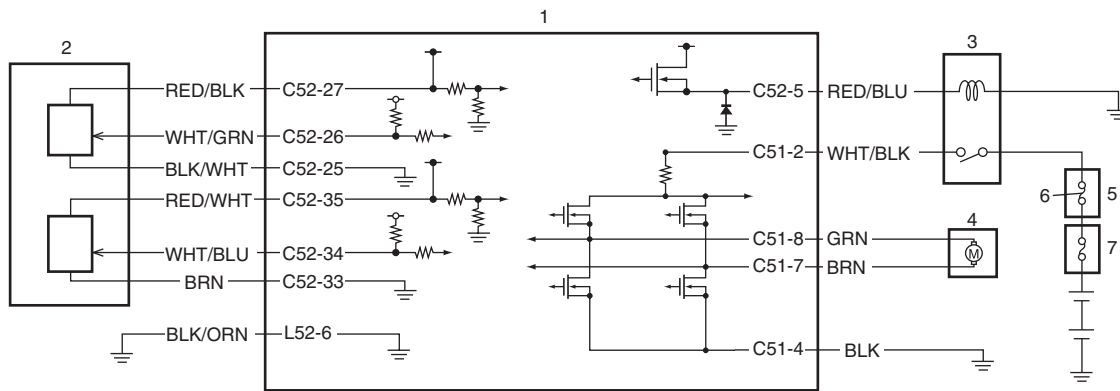 1
2
3
RED/BLK C52-27
C52-5 RED/BLU
WHT/GRN C52-26
C51-2 WHT/BLK
BLK/WHT C52-25
RED/WHT C52-35
6 5
4
C51-8 GRN
M
7
WHT/BLU C52-34
C51-7 BRN
BRN C52-33
BLK/ORN L52-6
C51-4 BLK